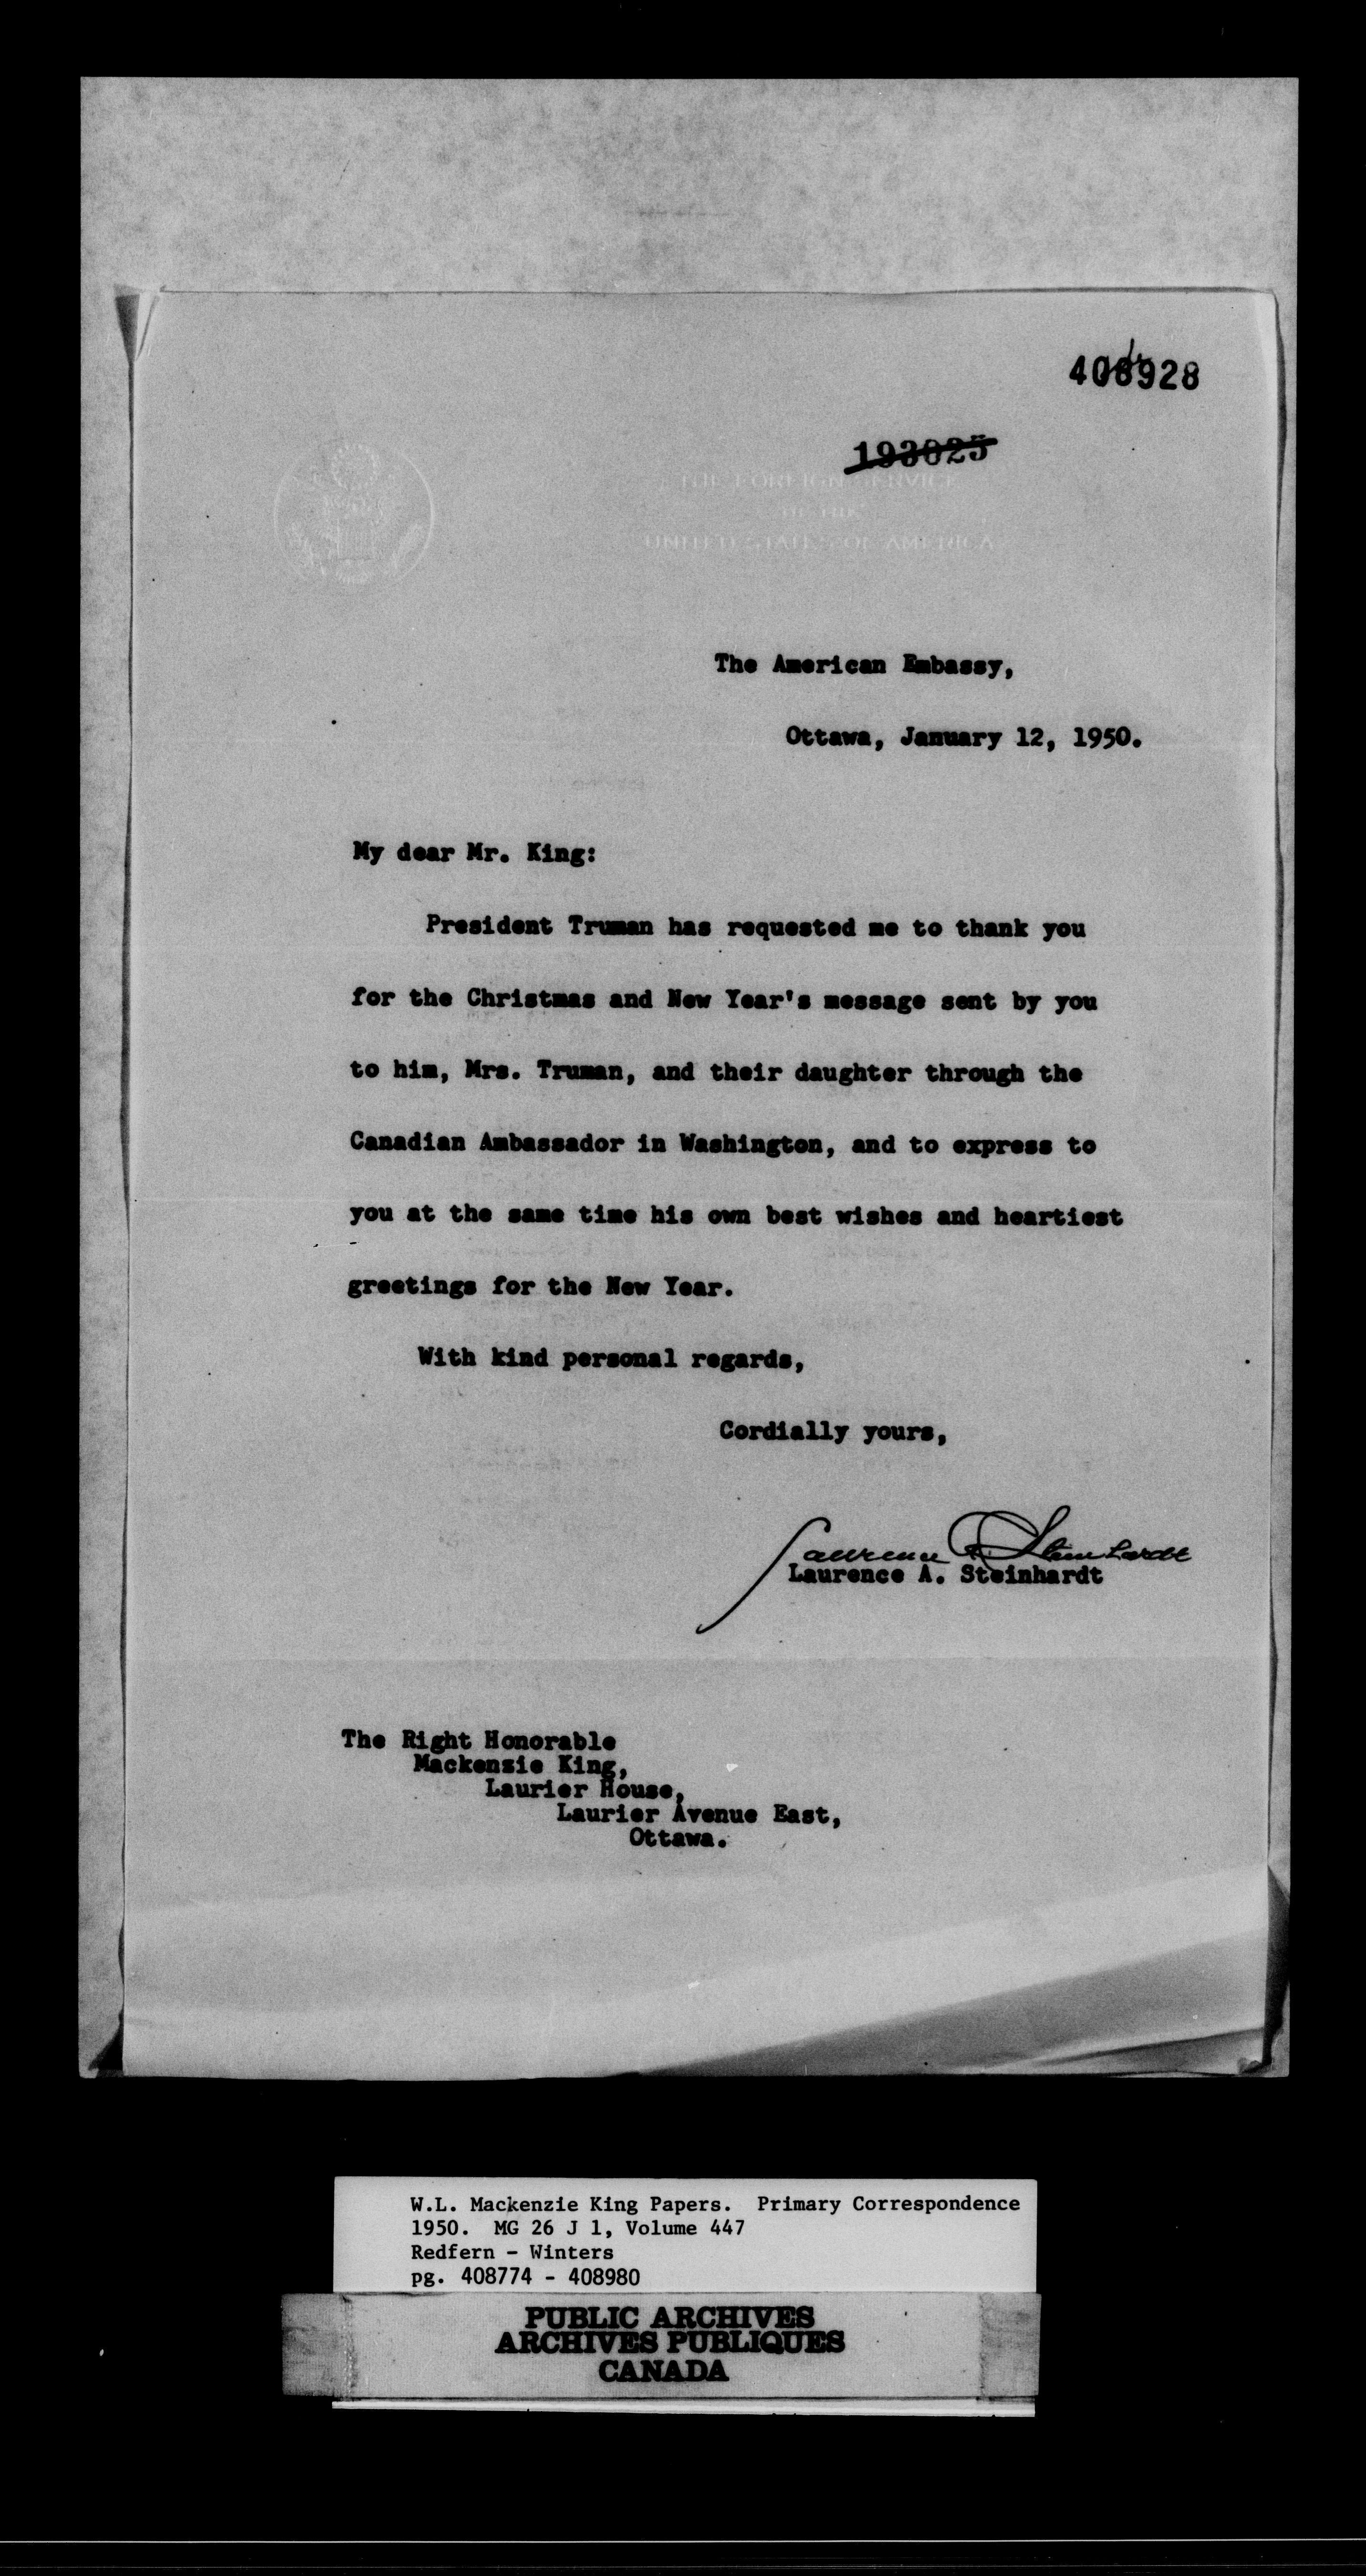 408928
193025
THE FOREIGN SERVICE
OF THE
UNITED STATES OF AMERICA
The American Embassy,
Ottawa, January 12, 1950.
My dear Mr. King:
President Truman has requested me to thank you
for the Christmas and New Year's message sent by you
to him, Mrs. Truman, and their daughter through the
Canadian Ambassador in Washington, and to express to
you at the same time his own best wishes and heartiest
greetings for the New Year.
With kind personal regards,
Cordially yours,
Laurence A. Steinhardt
Laurence A. Steinhardt
The Right Honorable
Mackenzie King,
Laurier House,
Laurier Avenue East,
Ottawa.
W.L. Mackenzie King Papers. Primary Correspondence
1950. MG 26 J 1, Volume 447
Redfern - Winters
pg. 408774 - 408980
PUBLIC ARCHIVES
ARCHIVES PUBLIQUES
CANADA